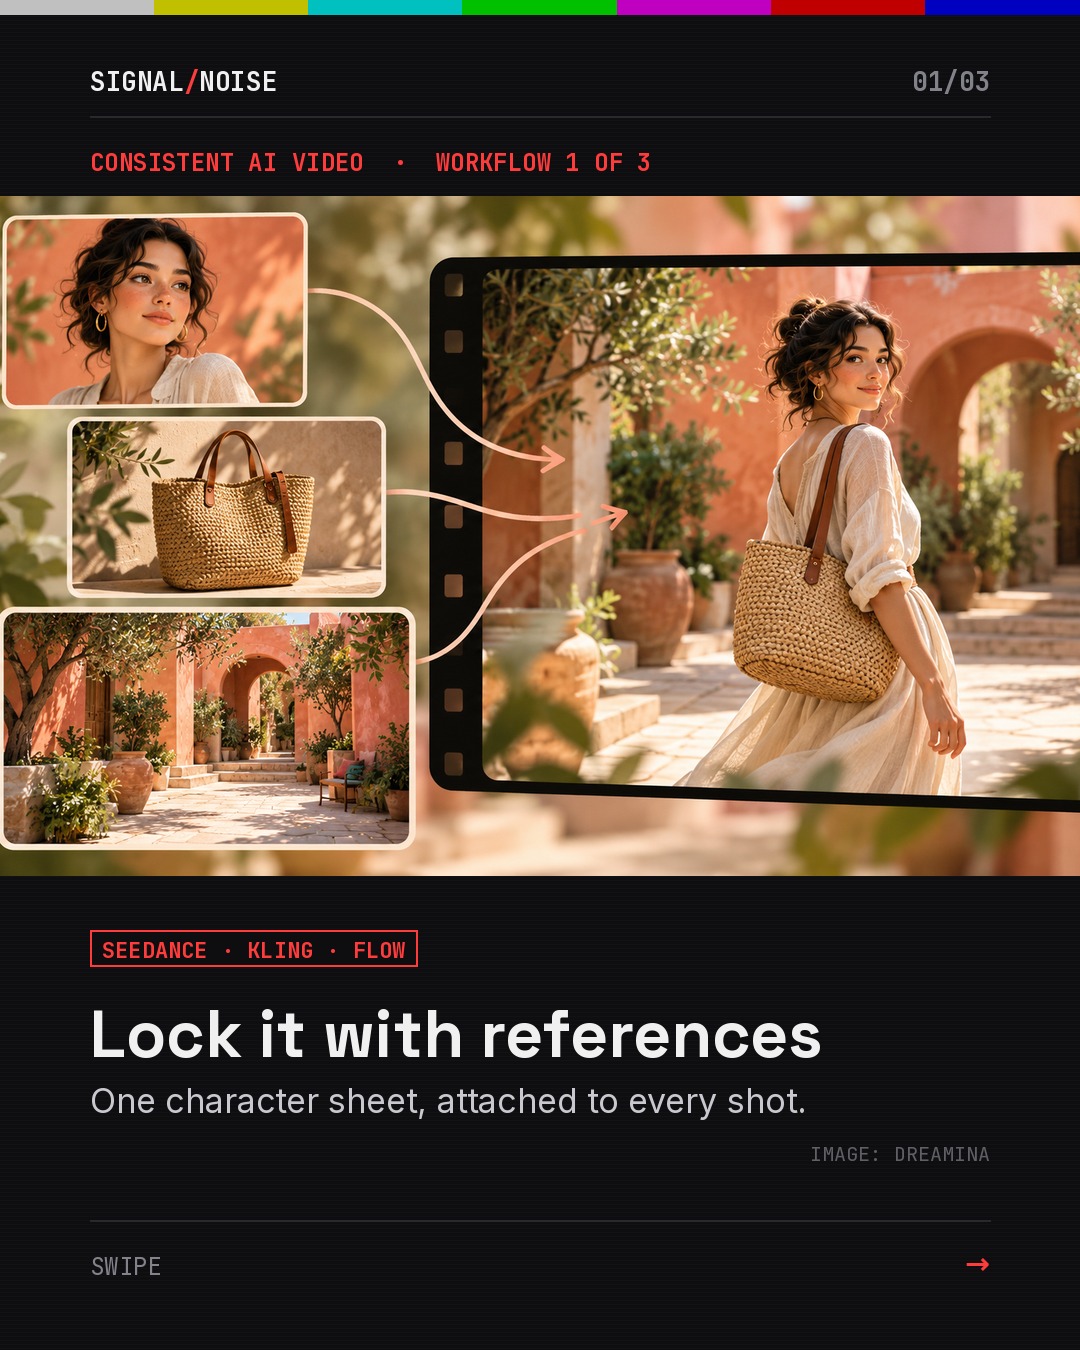 SIGNAL/NOISE
01/03
CONSISTENT AI VIDEO · WORKFLOW 1 OF 3
SEEDANCE · KLING · FLOW
Lock it with references
One character sheet, attached to every shot.
IMAGE: DREAMINA
SWIPE →